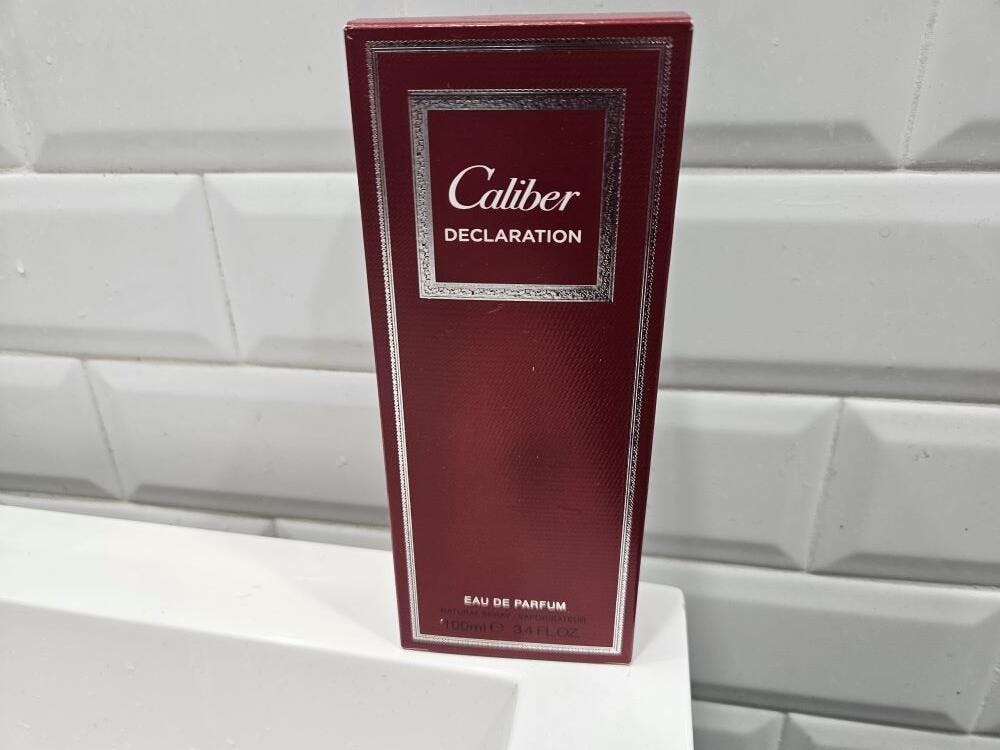 Caliber
DECLARATION
EAU DE PARFUM
NATURAL SPRAY VAPORISATEUR
100ml ℮ 3.4 FL.OZ.